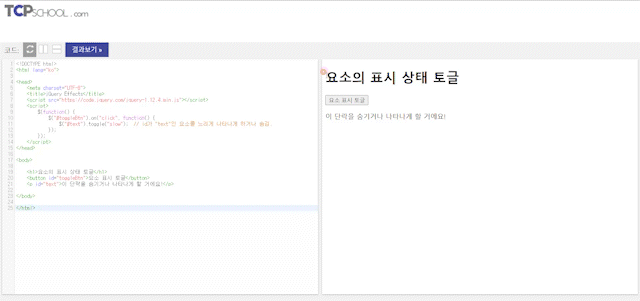 TCPSCHOOL.com
코드:
결과보기 »
1 <!DOCTYPE html>
2 <html lang="ko">
3
4 <head>
5 <meta charset="UTF-8">
6 <title>jQuery Effects</title>
7 <script src="https://code.jquery.com/jquery-1.12.4.min.js"></script>
8 <script>
9 $(function() {
10 $("#toggleBtn").on("click", function() {
11 $("#text").toggle("slow"); // id가 "text"인 요소를 느리게 나타나게 하거나 숨김.
12 });
13 });
14 </script>
15 </head>
16
17 <body>
18
19 <h1>요소의 표시 상태 토글</h1>
20 <button id="toggleBtn">요소 표시 토글</button>
21 <p id="text">이 단락을 숨기거나 나타나게 할 거에요!</p>
22
23 </body>
24
25 </html>
요소의 표시 상태 토글
요소 표시 토글
이 단락을 숨기거나 나타나게 할 거에요!